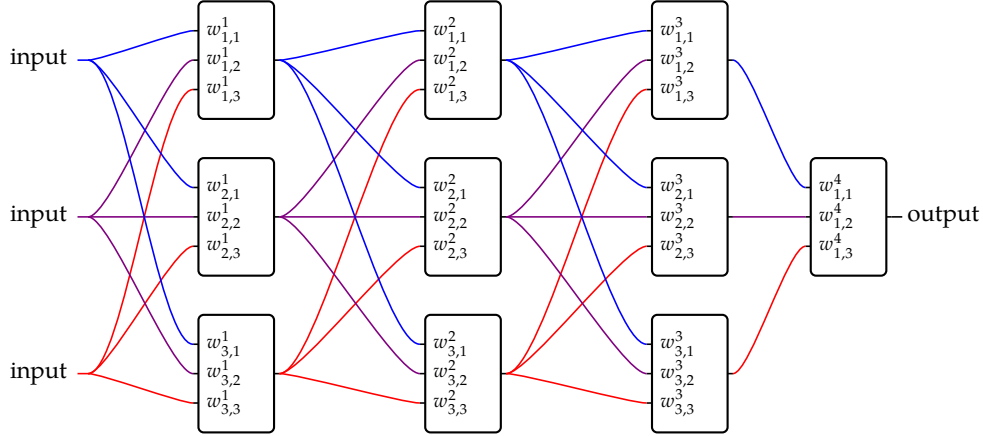 input
w^1_{1,1}
w^1_{1,2}
w^1_{1,3}
w^2_{1,1}
w^2_{1,2}
w^2_{1,3}
w^3_{1,1}
w^3_{1,2}
w^3_{1,3}
input
w^1_{2,1}
w^1_{2,2}
w^1_{2,3}
w^2_{2,1}
w^2_{2,2}
w^2_{2,3}
w^3_{2,1}
w^3_{2,2}
w^3_{2,3}
w^4_{1,1}
w^4_{1,2}
w^4_{1,3}
output
input
w^1_{3,1}
w^1_{3,2}
w^1_{3,3}
w^2_{3,1}
w^2_{3,2}
w^2_{3,3}
w^3_{3,1}
w^3_{3,2}
w^3_{3,3}